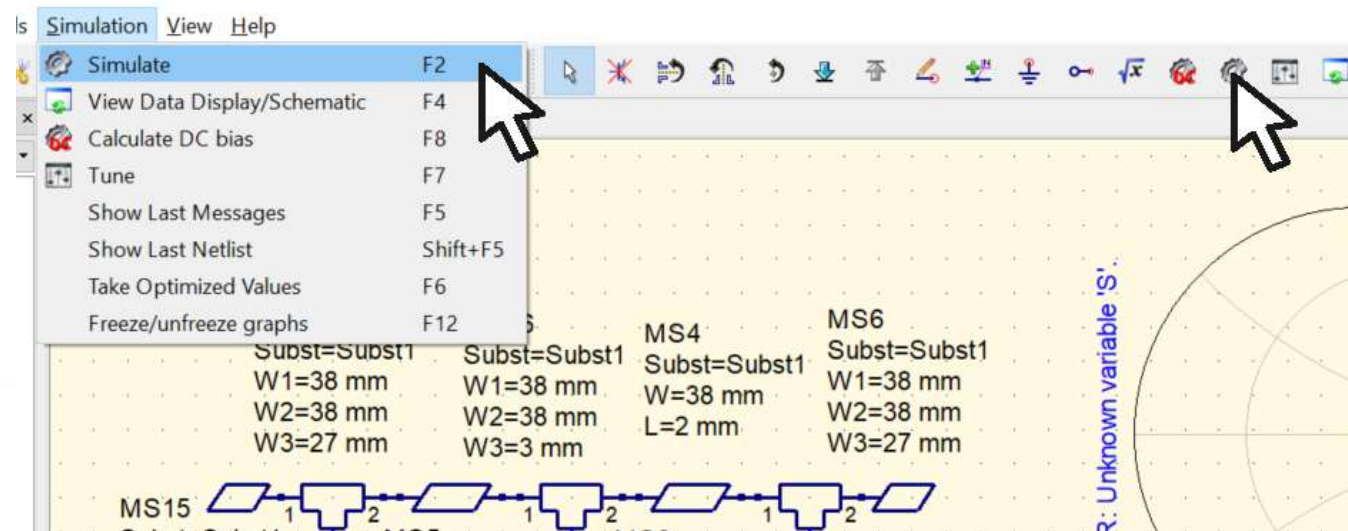 ls Simulation View Help
Simulate F2
View Data Display/Schematic F4
Calculate DC bias F8
Tune F7
Show Last Messages F5
Show Last Netlist Shift+F5
Take Optimized Values F6
Freeze/unfreeze graphs F12
Subst=Subst1
W1=38 mm
W2=38 mm
W3=27 mm
Subst=Subst1
W1=38 mm
W2=38 mm
W3=3 mm
MS4
Subst=Subst1
W=38 mm
L=2 mm
MS6
Subst=Subst1
W1=38 mm
W2=38 mm
W3=27 mm
R: Unknown variable 'S'.
MS15
1 2 1 2 1 2